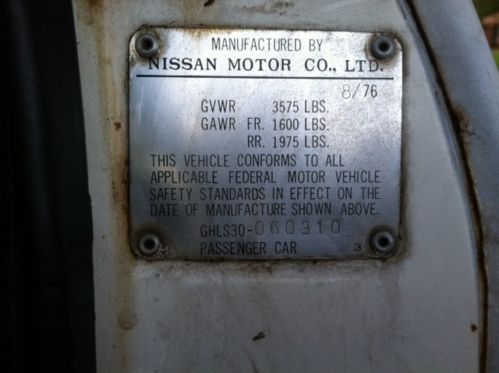 MANUFACTURED BY
NISSAN MOTOR CO., LTD.
8/76
GVWR 3575 LBS.
GAWR FR. 1600 LBS.
RR. 1975 LBS.
THIS VEHICLE CONFORMS TO ALL
APPLICABLE FEDERAL MOTOR VEHICLE
SAFETY STANDARDS IN EFFECT ON THE
DATE OF MANUFACTURE SHOWN ABOVE.
GHLS30-060310
PASSENGER CAR 3